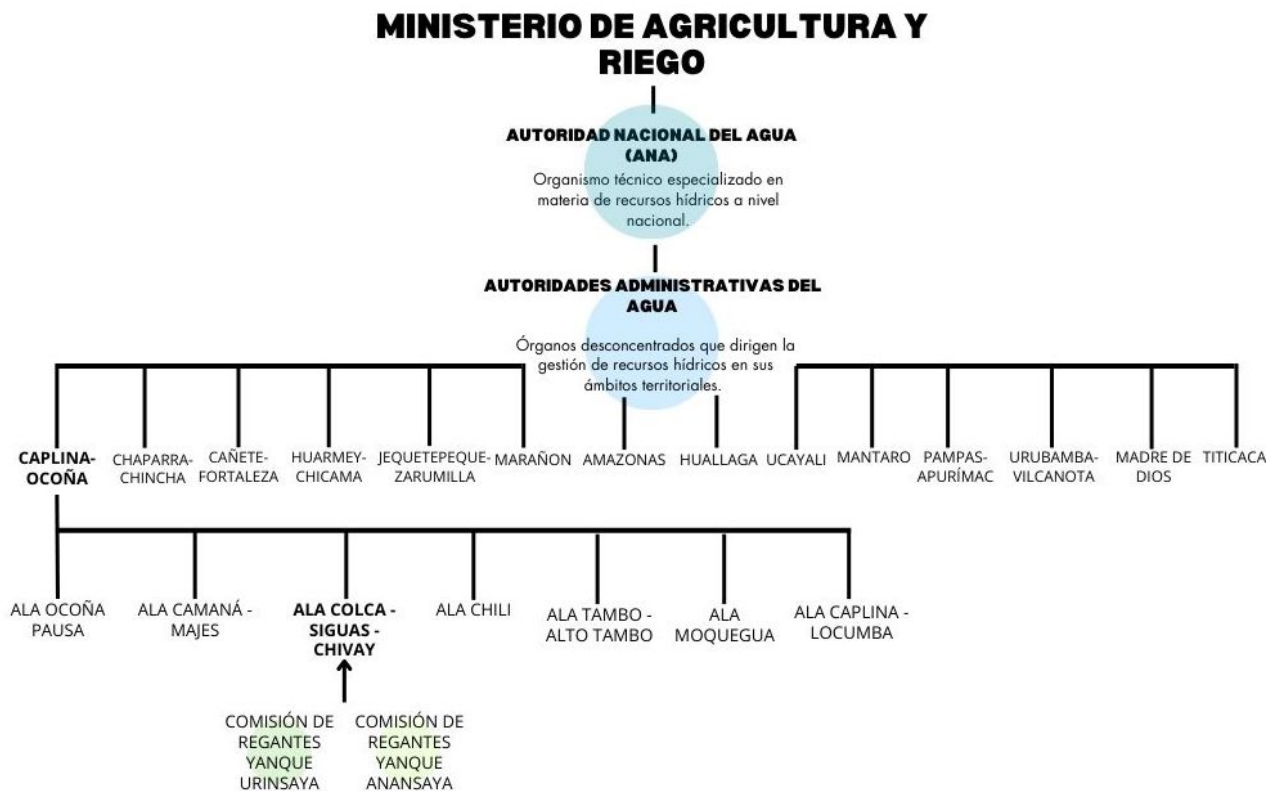 MINISTERIO DE AGRICULTURA Y
RIEGO
AUTORIDAD NACIONAL DEL AGUA
(ANA)
Organismo técnico especializado en
materia de recursos hídricos a nivel
nacional.
AUTORIDADES ADMINISTRATIVAS DEL
AGUA
Órganos desconcentrados que dirigen la
gestión de recursos hídricos en sus
ámbitos territoriales.
CAPLINA-
OCOÑA
CHAPARRA-
CHINCHA
CAÑETE-
FORTALEZA
HUARMEY-
CHICAMA
JEQUETEPEQUE-
ZARUMILLA
MARAÑON
AMAZONAS
HUALLAGA
UCAYALI
MANTARO
PAMPAS-
APURÍMAC
URUBAMBA-
VILCANOTA
MADRE DE
DIOS
TITICACA
ALA OCOÑA
PAUSA
ALA CAMANÁ -
MAJES
ALA COLCA -
SIGUAS -
CHIVAY
ALA CHILI
ALA TAMBO -
ALTO TAMBO
ALA
MOQUEGUA
ALA CAPLINA -
LOCUMBA
COMISIÓN DE
REGANTES
YANQUE
URINSAYA
COMISIÓN DE
REGANTES
YANQUE
ANANSAYA